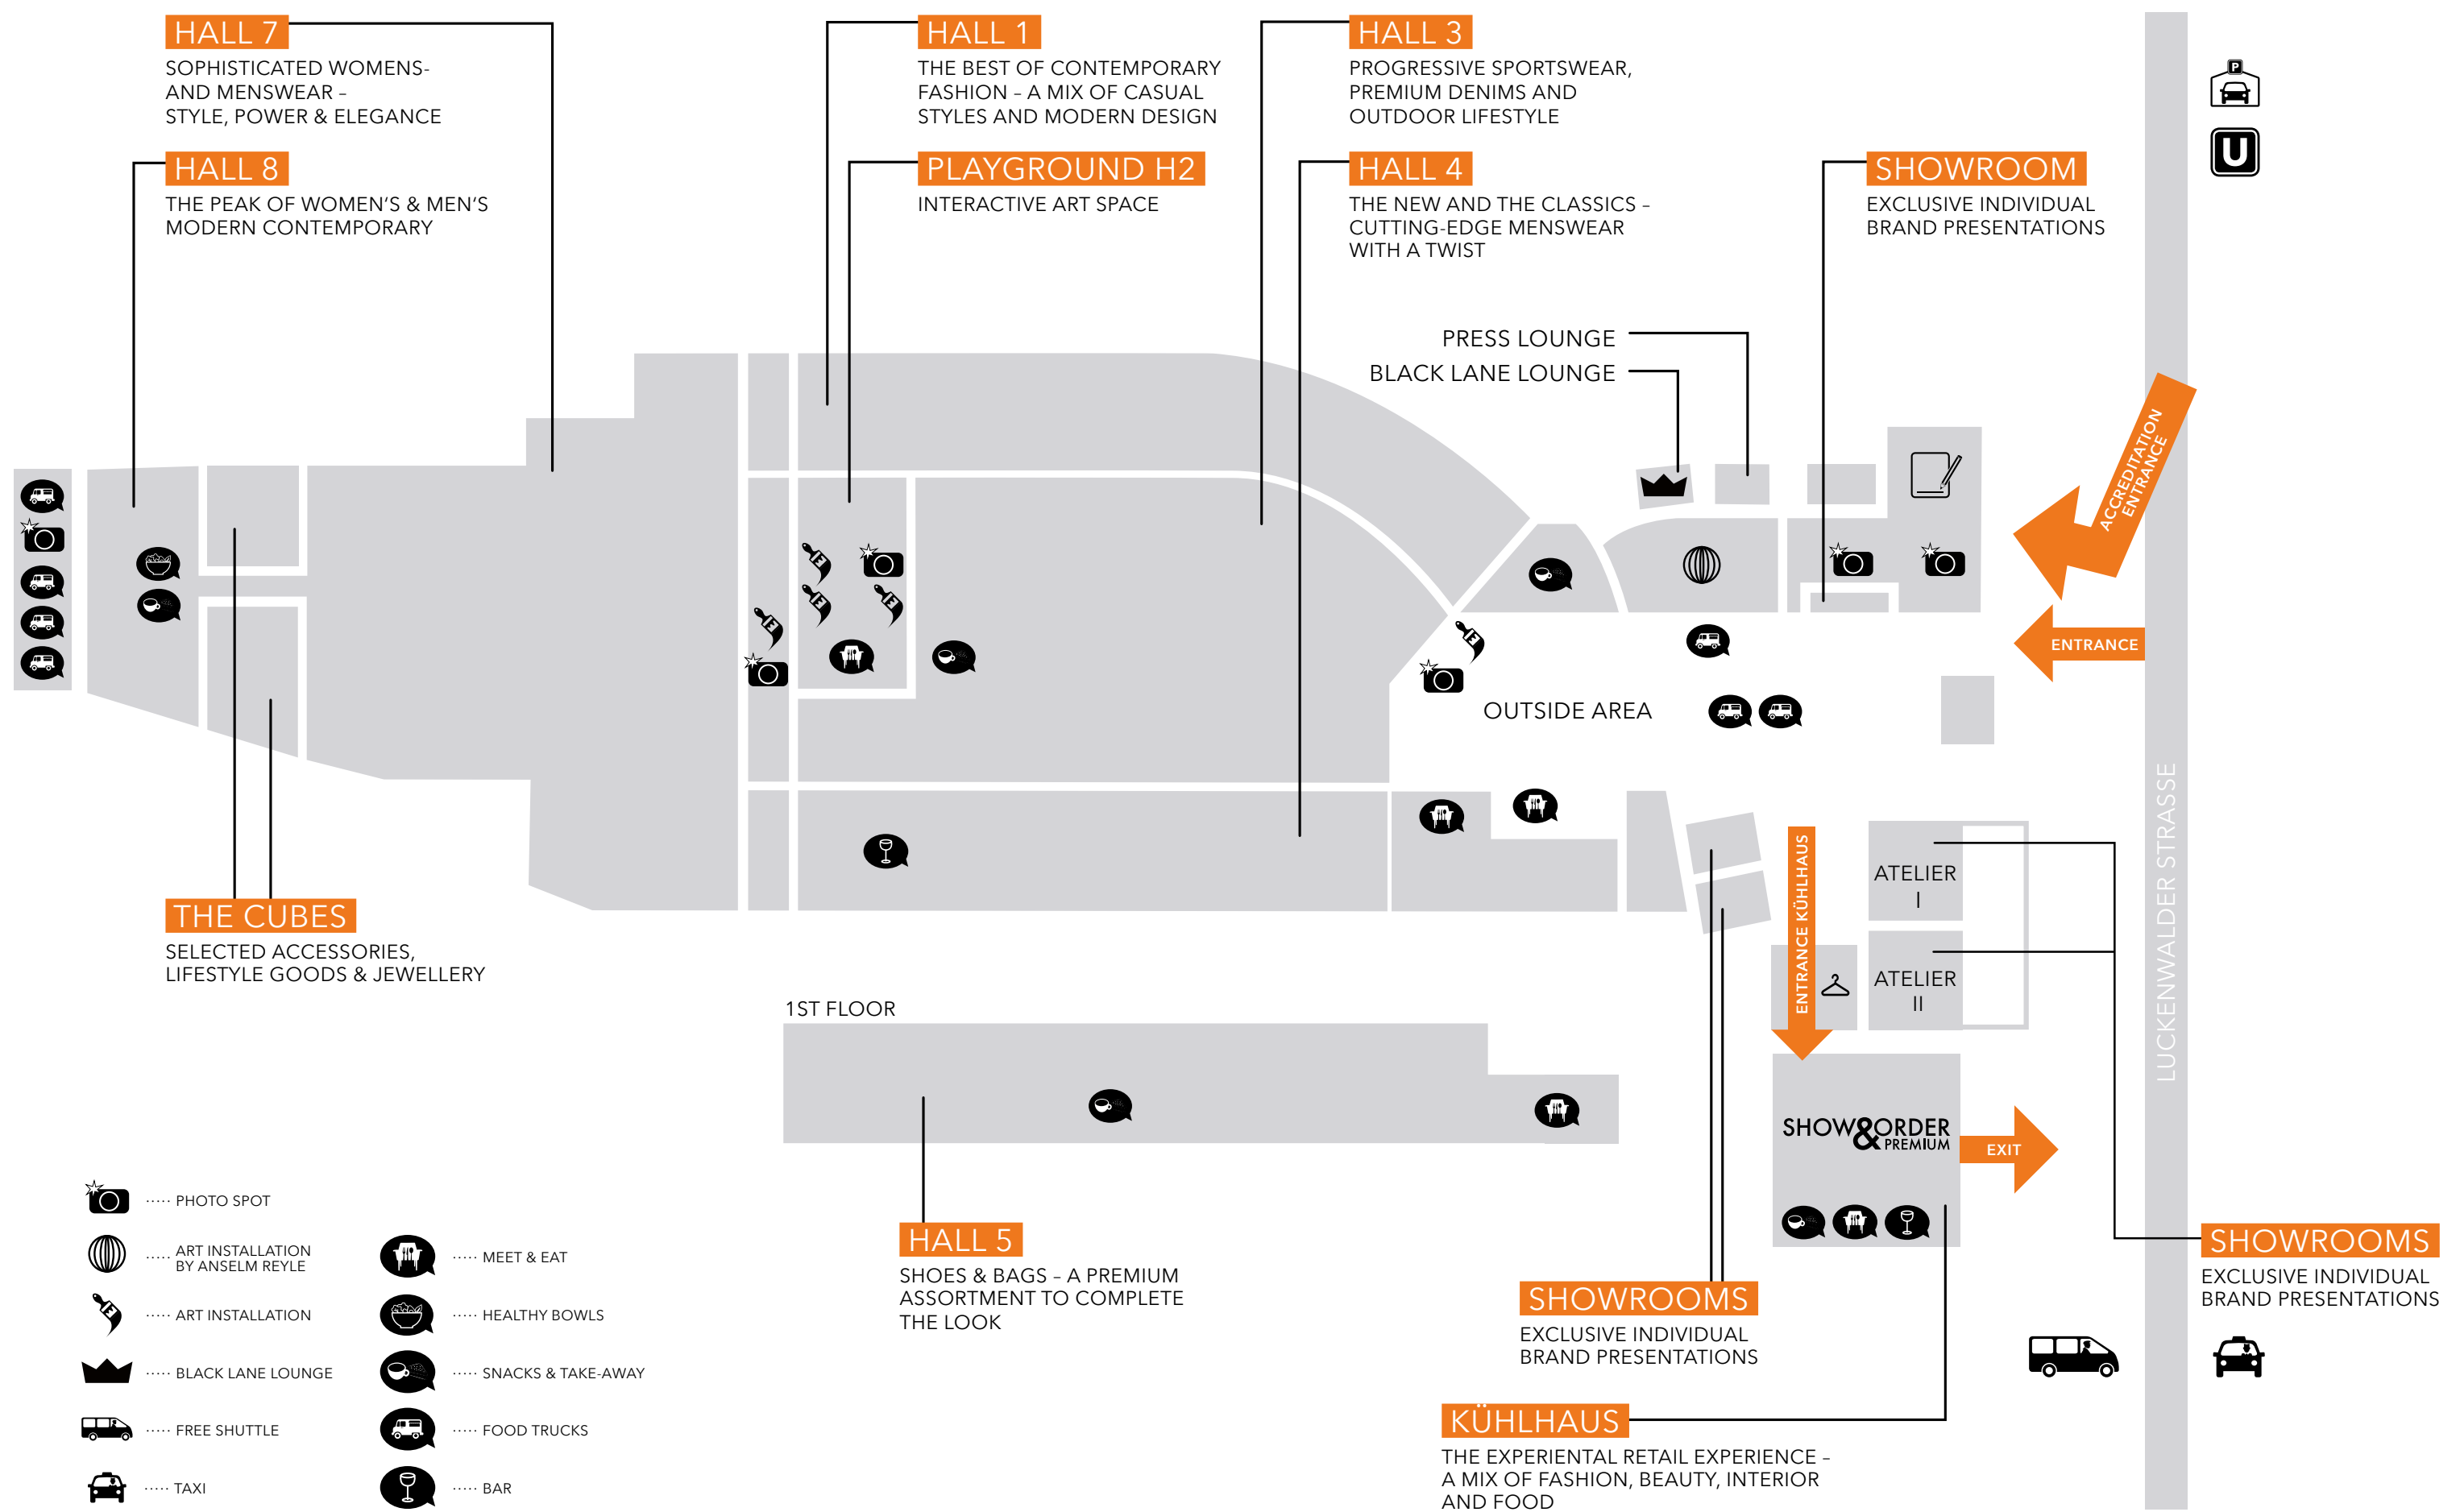 HALL 7
SOPHISTICATED WOMENS-
AND MENSWEAR –
STYLE, POWER & ELEGANCE
HALL 8
THE PEAK OF WOMEN'S & MEN'S
MODERN CONTEMPORARY
HALL 1
THE BEST OF CONTEMPORARY
FASHION – A MIX OF CASUAL
STYLES AND MODERN DESIGN
PLAYGROUND H2
INTERACTIVE ART SPACE
HALL 3
PROGRESSIVE SPORTSWEAR,
PREMIUM DENIMS AND
OUTDOOR LIFESTYLE
HALL 4
THE NEW AND THE CLASSICS –
CUTTING-EDGE MENSWEAR
WITH A TWIST
SHOWROOM
EXCLUSIVE INDIVIDUAL
BRAND PRESENTATIONS
P
U
PRESS LOUNGE
BLACK LANE LOUNGE
ACCREDITATION
ENTRANCE
ENTRANCE
OUTSIDE AREA
LUCKENWALDER STRASSE
ENTRANCE KÜHLHAUS
ATELIER
I
ATELIER
II
THE CUBES
SELECTED ACCESSORIES,
LIFESTYLE GOODS & JEWELLERY
1ST FLOOR
SHOW&ORDER
PREMIUM
EXIT
HALL 5
SHOES & BAGS – A PREMIUM
ASSORTMENT TO COMPLETE
THE LOOK
SHOWROOMS
EXCLUSIVE INDIVIDUAL
BRAND PRESENTATIONS
SHOWROOMS
EXCLUSIVE INDIVIDUAL
BRAND PRESENTATIONS
KÜHLHAUS
THE EXPERIENTAL RETAIL EXPERIENCE –
A MIX OF FASHION, BEAUTY, INTERIOR
AND FOOD
..... PHOTO SPOT
..... ART INSTALLATION
BY ANSELM REYLE
..... ART INSTALLATION
..... BLACK LANE LOUNGE
..... FREE SHUTTLE
..... TAXI
..... MEET & EAT
..... HEALTHY BOWLS
..... SNACKS & TAKE-AWAY
..... FOOD TRUCKS
..... BAR